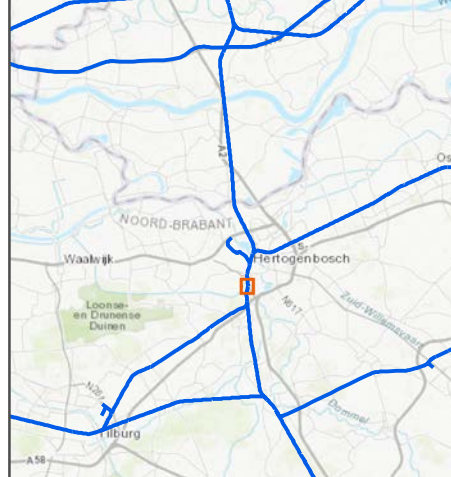 A2
Os
NOORD-BRABANT
's-
Hertogenbosch
Waalwijk
Loonse-
en Drunense
Duinen
N617
Zuid-Willemsvaart
N261
Dommel
Tilburg
A58